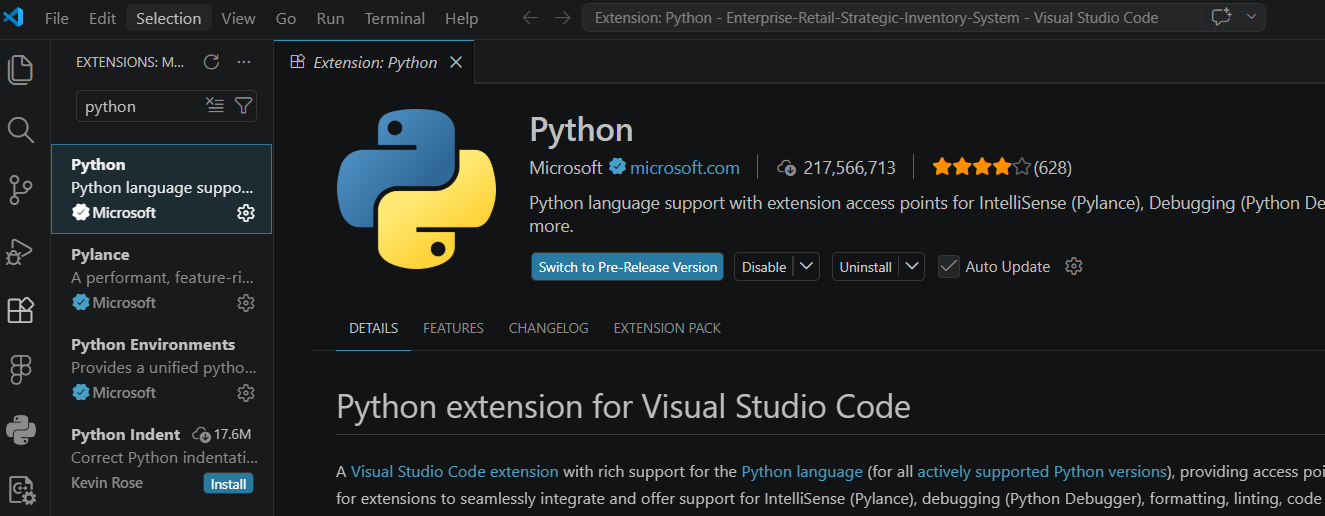 File Edit Selection View Go Run Terminal Help
Extension: Python - Enterprise-Retail-Strategic-Inventory-System - Visual Studio Code
EXTENSIONS: M...
python
Python
Python language suppo...
Microsoft
Pylance
A performant, feature-ri...
Microsoft
Python Environments
Provides a unified pytho...
Microsoft
Python Indent 17.6M
Correct Python indentati...
Kevin Rose Install
Extension: Python
Python
Microsoft microsoft.com 217,566,713 (628)
Python language support with extension access points for IntelliSense (Pylance), Debugging (Python De
more.
Switch to Pre-Release Version Disable Uninstall Auto Update
DETAILS FEATURES CHANGELOG EXTENSION PACK
Python extension for Visual Studio Code
A Visual Studio Code extension with rich support for the Python language (for all actively supported Python versions), providing access poi
for extensions to seamlessly integrate and offer support for IntelliSense (Pylance), debugging (Python Debugger), formatting, linting, code